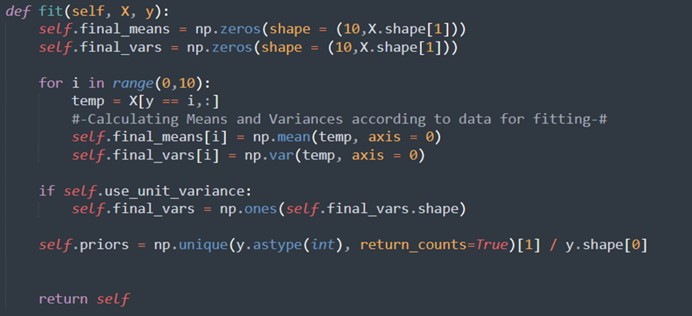 def fit(self, X, y):
    self.final_means = np.zeros(shape = (10,X.shape[1]))
    self.final_vars = np.zeros(shape = (10,X.shape[1]))
    for i in range(0,10):
        temp = X[y == i,:]
        #-Calculating Means and Variances according to data for fitting-#
        self.final_means[i] = np.mean(temp, axis = 0)
        self.final_vars[i] = np.var(temp, axis = 0)
    if self.use_unit_variance:
        self.final_vars = np.ones(self.final_vars.shape)
    self.priors = np.unique(y.astype(int), return_counts=True)[1] / y.shape[0]
    return self